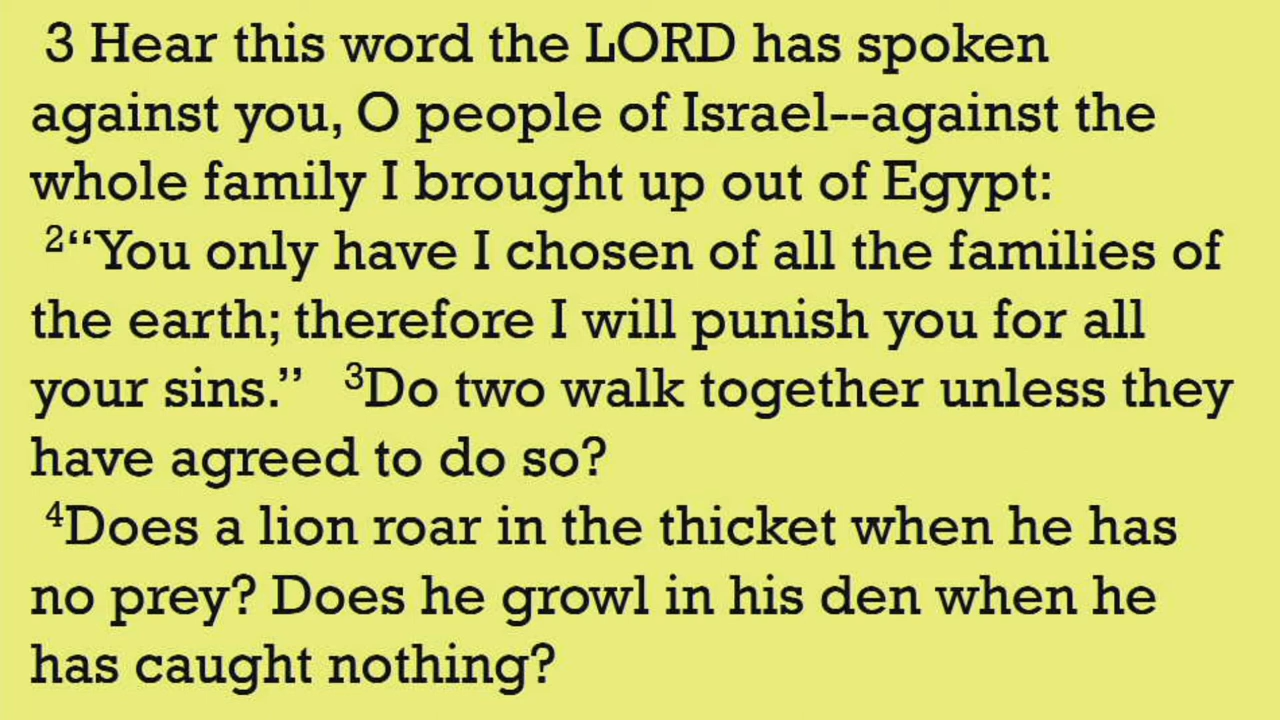 3 Hear this word the LORD has spoken
against you, O people of Israel--against the
whole family I brought up out of Egypt:
²“You only have I chosen of all the families of
the earth; therefore I will punish you for all
your sins.” ³Do two walk together unless they
have agreed to do so?
⁴Does a lion roar in the thicket when he has
no prey? Does he growl in his den when he
has caught nothing?